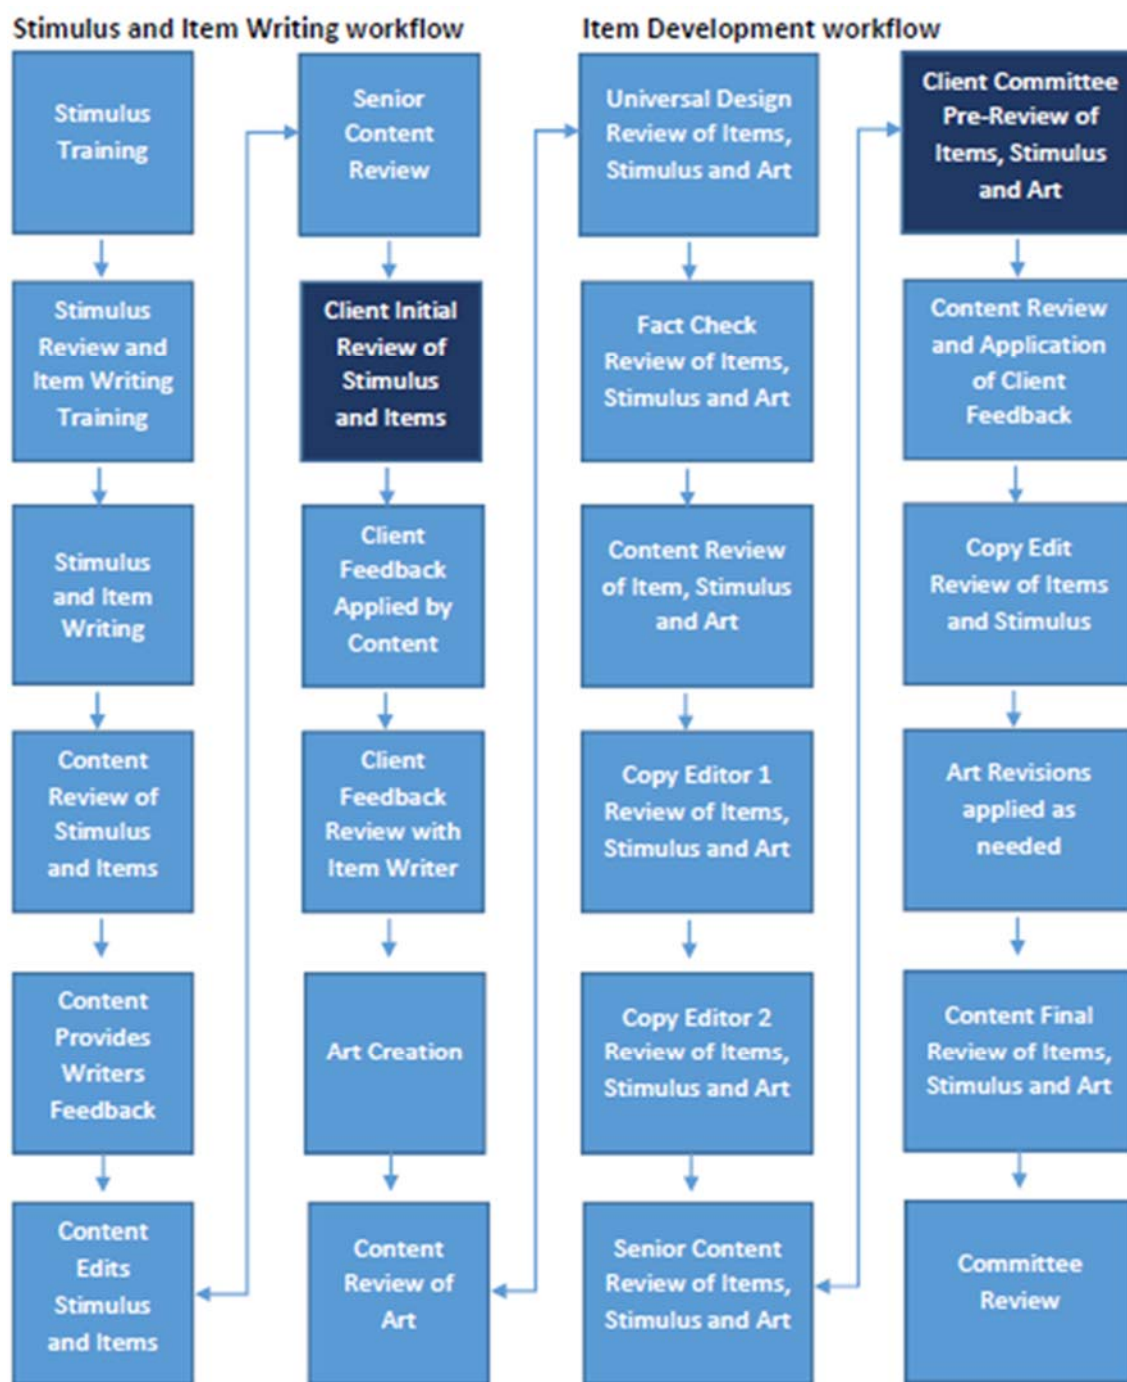 Stimulus and Item Writing workflow
Stimulus
Training
Stimulus
Review and
Item Writing
Training
Stimulus
and Item
Writing
Content
Review of
Stimulus
and Items
Content
Provides
Writers
Feedback
Content
Edits
Stimulus
and Items
Senior
Content
Review
Client Initial
Review of
Stimulus
and Items
Client
Feedback
Applied by
Content
Client
Feedback
Review with
Item Writer
Art Creation
Content
Review of
Art
Item Development workflow
Universal Design
Review of Items,
Stimulus and Art
Fact Check
Review of Items,
Stimulus and Art
Content Review
of Item, Stimulus
and Art
Copy Editor 1
Review of Items,
Stimulus and Art
Copy Editor 2
Review of Items,
Stimulus and Art
Senior Content
Review of Items,
Stimulus and Art
Client Committee
Pre-Review of
Items, Stimulus
and Art
Content Review
and Application
of Client
Feedback
Copy Edit
Review of Items
and Stimulus
Art Revisions
applied as
needed
Content Final
Review of Items,
Stimulus and Art
Committee
Review